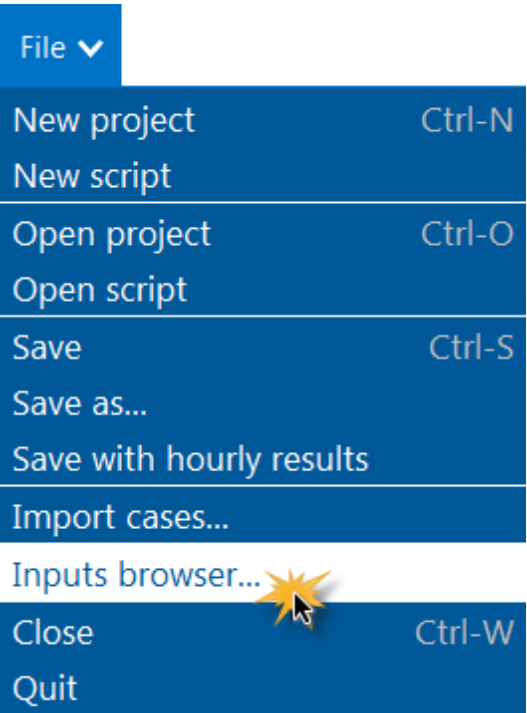 File
New project Ctrl-N
New script
Open project Ctrl-O
Open script
Save Ctrl-S
Save as...
Save with hourly results
Import cases...
Inputs browser...
Close Ctrl-W
Quit